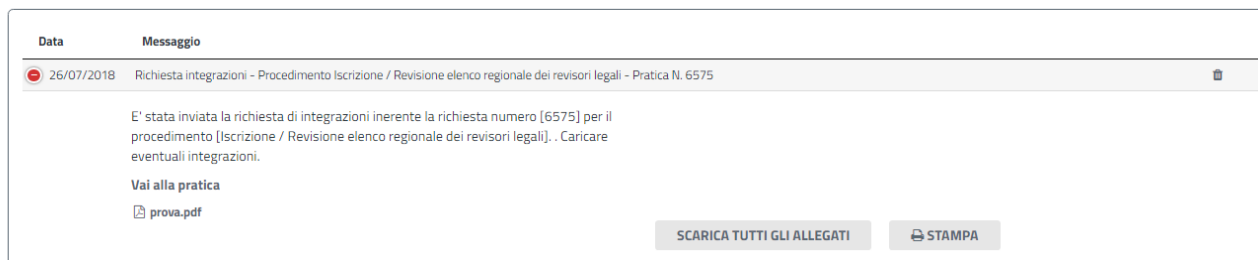 Data Messaggio
26/07/2018 Richiesta integrazioni - Procedimento Iscrizione / Revisione elenco regionale dei revisori legali - Pratica N. 6575
E' stata inviata la richiesta di integrazioni inerente la richiesta numero [6575] per il
procedimento [Iscrizione / Revisione elenco regionale dei revisori legali]. . Caricare
eventuali integrazioni.
Vai alla pratica
prova.pdf
SCARICA TUTTI GLI ALLEGATI STAMPA